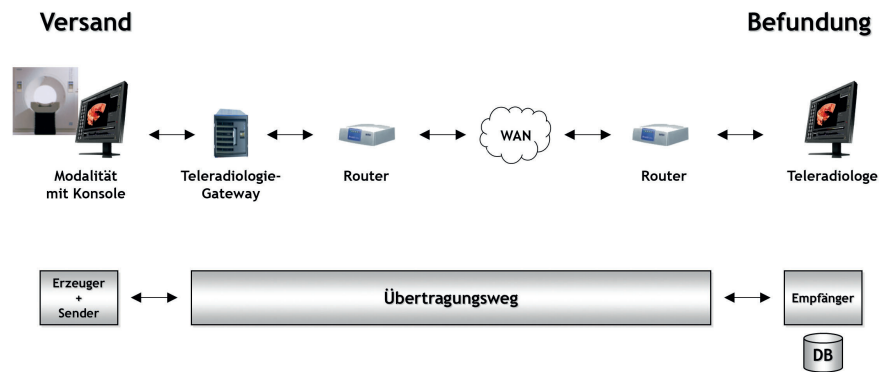 Versand
Befundung
WAN
Modalität
mit Konsole
Teleradiologie-
Gateway
Router
Router
Teleradiologe
Erzeuger
+
Sender
Übertragungsweg
Empfänger
DB